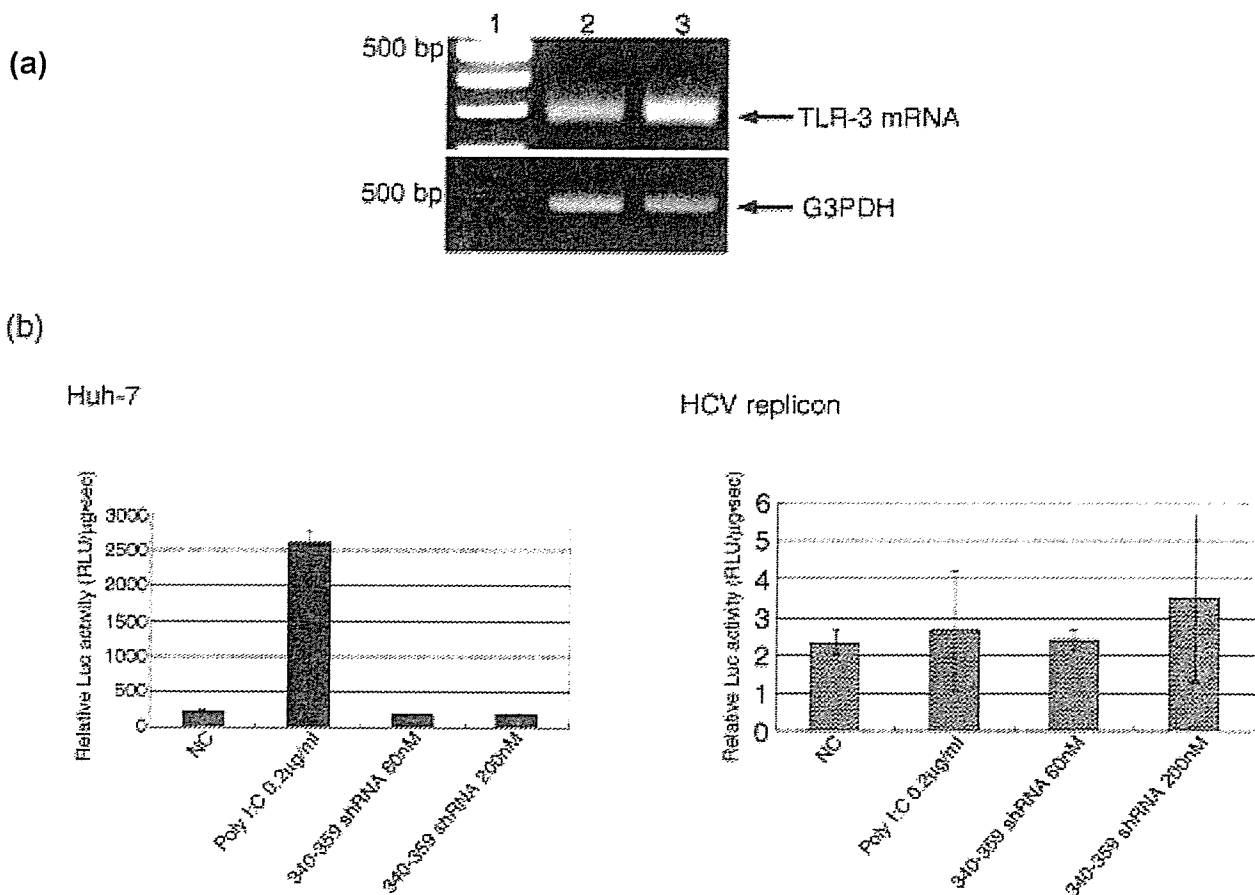 (a)
1 2 3
500 bp
TLR-3 mRNA
500 bp
G3PDH
(b)
Huh-7
Relative Luc activity (RLU/µg•sec)
3000
2500
2000
1500
1000
500
0
NC
Poly I:C 0.2µg/ml
340-359 shRNA 60nM
340-359 shRNA 200nM
HCV replicon
Relative Luc activity (RLU/µg•sec)
6
5
4
3
2
1
0
NC
Poly I:C 0.2µg/ml
340-359 shRNA 60nM
340-359 shRNA 200nM